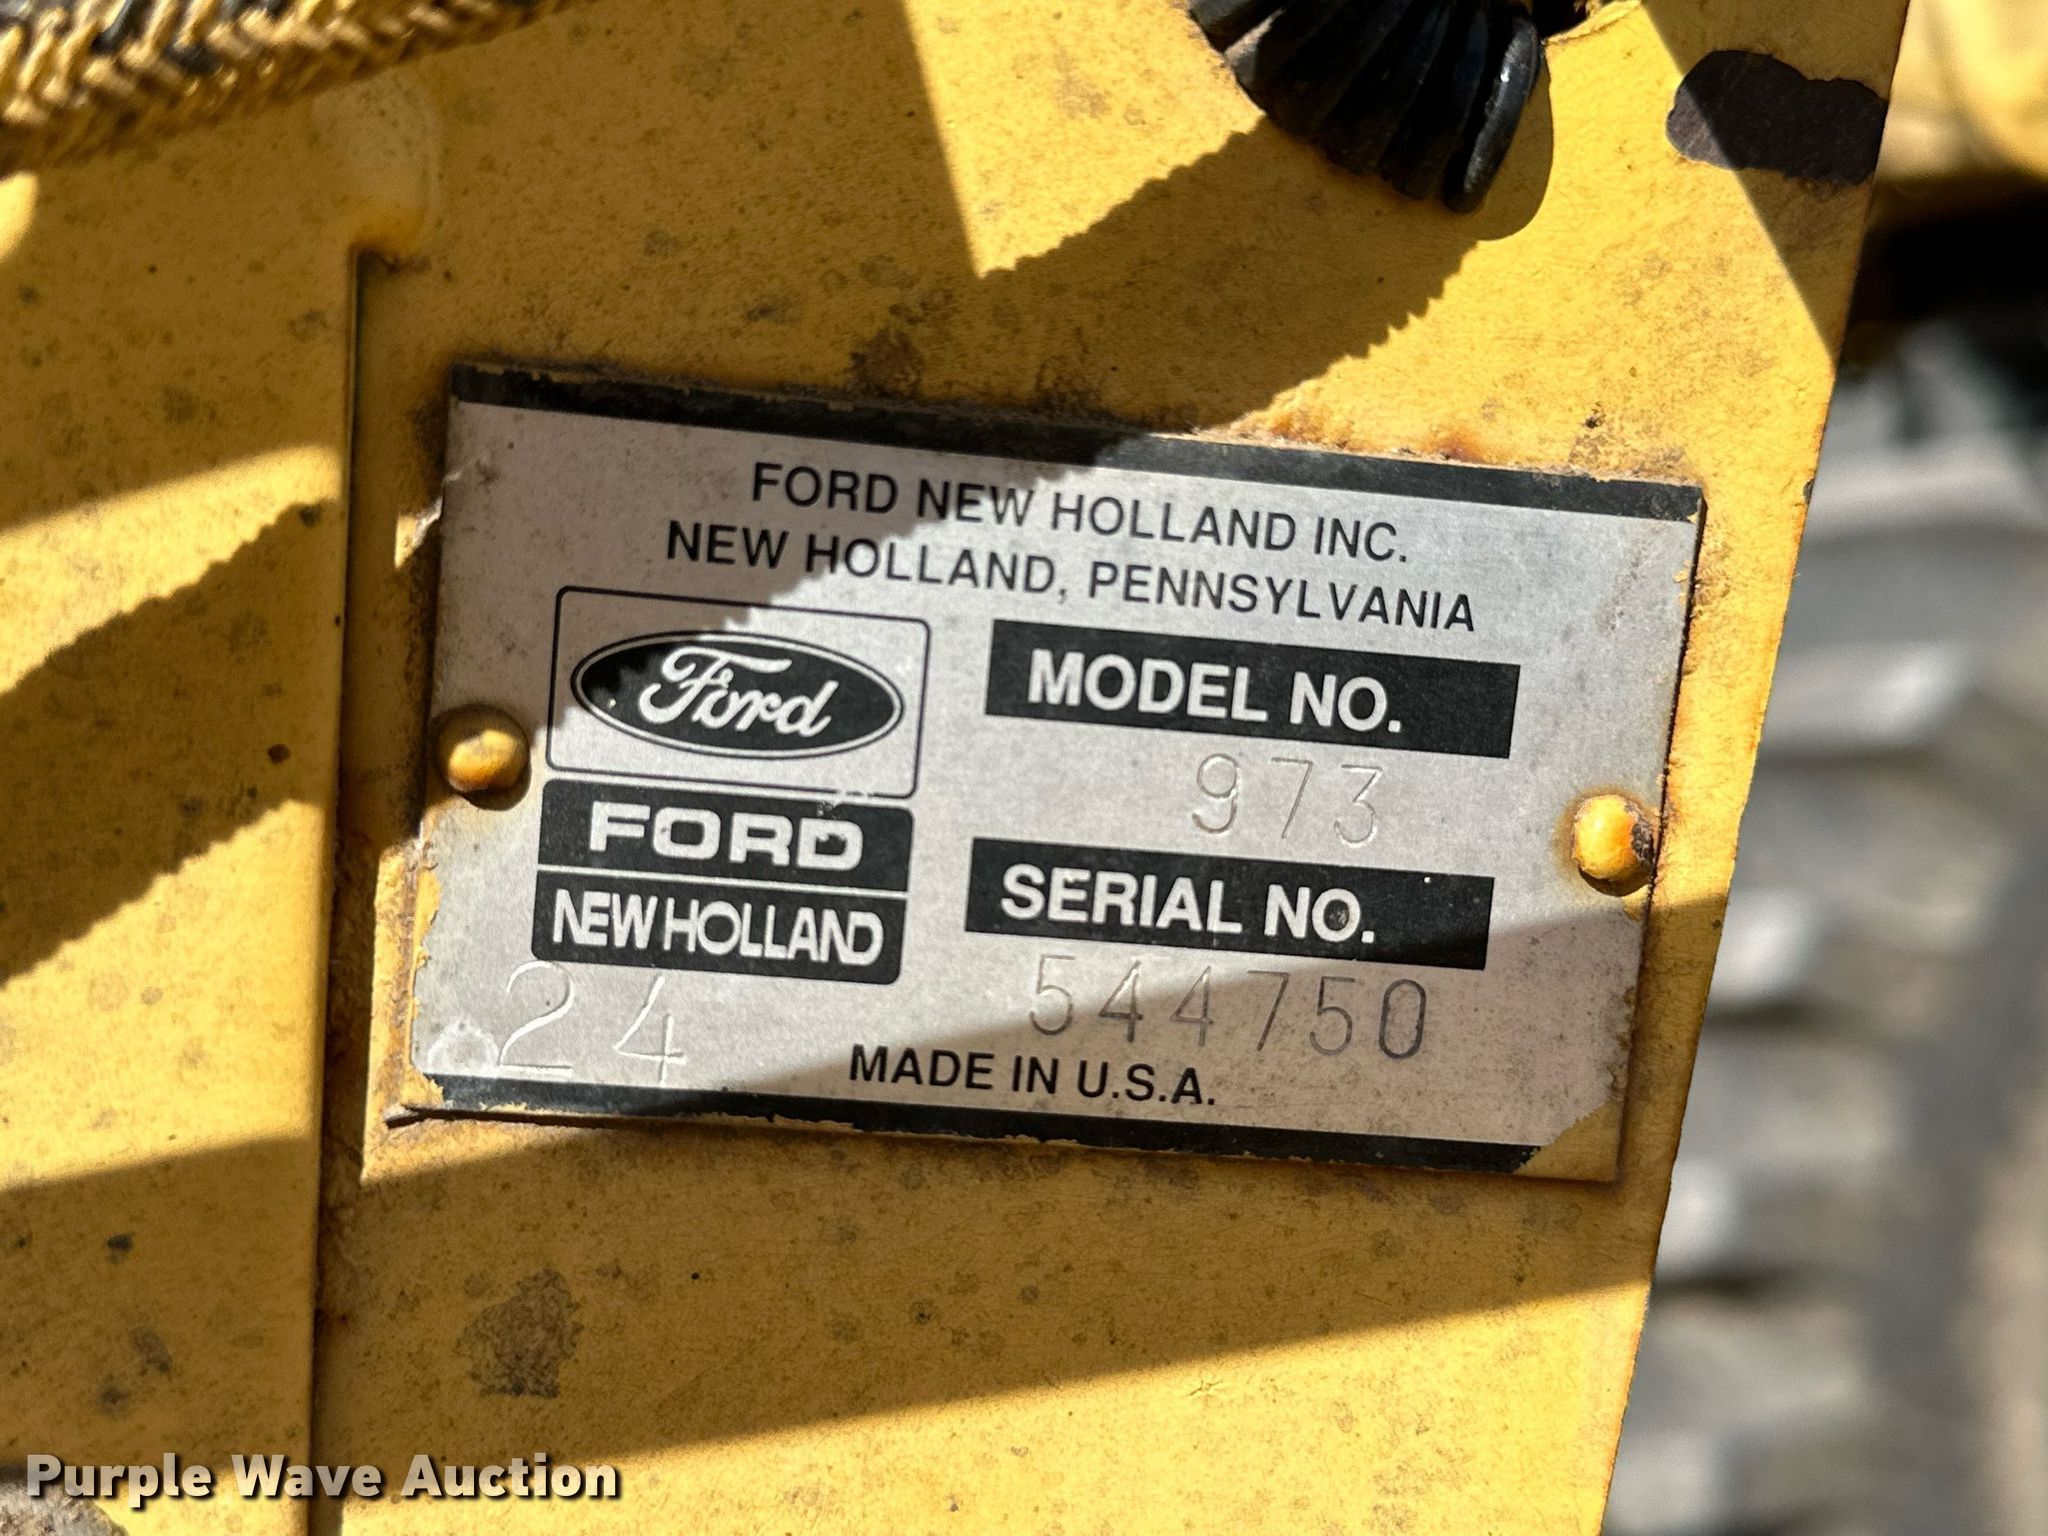 FORD NEW HOLLAND INC.
NEW HOLLAND, PENNSYLVANIA
Ford
FORD
NEW HOLLAND
24
MODEL NO.
973
SERIAL NO.
544750
MADE IN U.S.A.
Purple Wave Auction